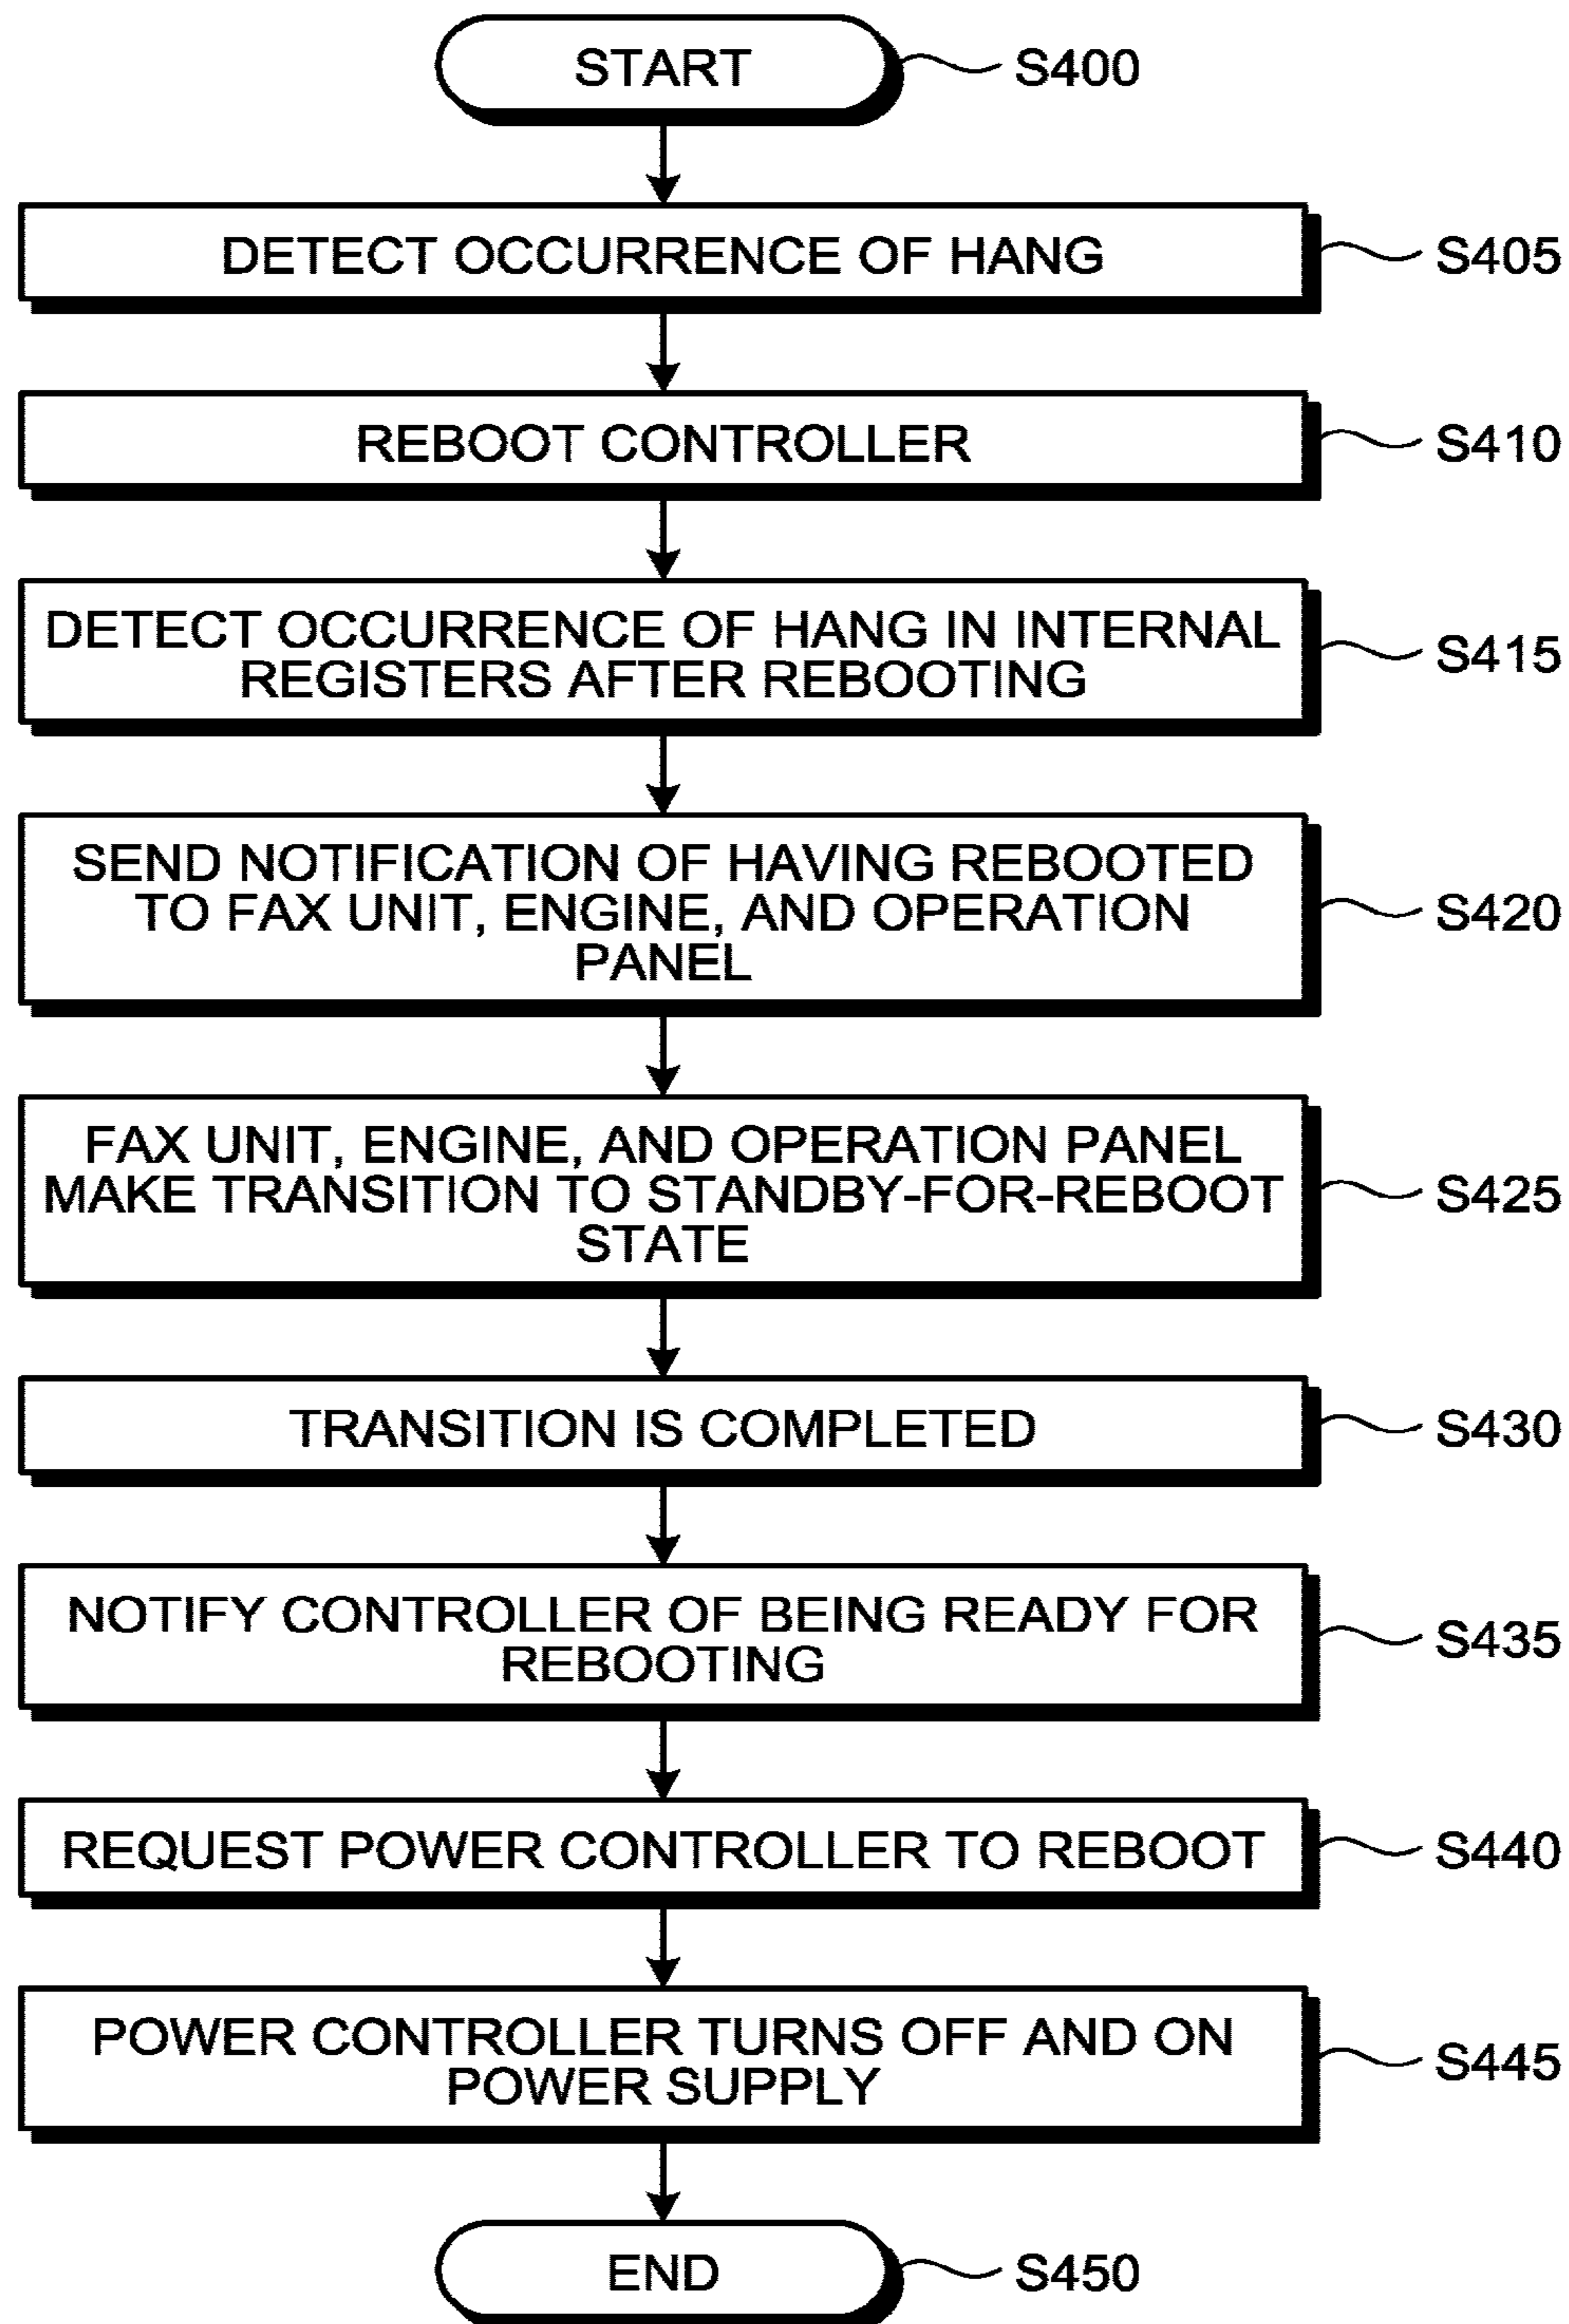 START
S400
DETECT OCCURRENCE OF HANG
S405
REBOOT CONTROLLER
S410
DETECT OCCURRENCE OF HANG IN INTERNAL
REGISTERS AFTER REBOOTING
S415
SEND NOTIFICATION OF HAVING REBOOTED
TO FAX UNIT, ENGINE, AND OPERATION
PANEL
S420
FAX UNIT, ENGINE, AND OPERATION PANEL
MAKE TRANSITION TO STANDBY-FOR-REBOOT
STATE
S425
TRANSITION IS COMPLETED
S430
NOTIFY CONTROLLER OF BEING READY FOR
REBOOTING
S435
REQUEST POWER CONTROLLER TO REBOOT
S440
POWER CONTROLLER TURNS OFF AND ON
POWER SUPPLY
S445
END
S450